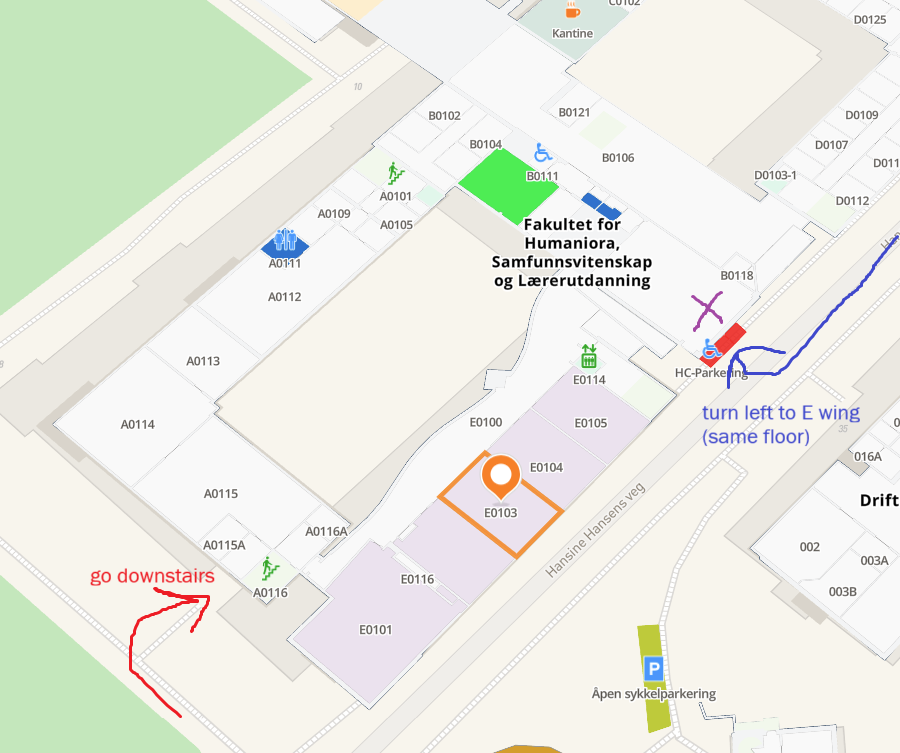 C0102
Kantine
D0125
10
B0102
B0121
D0109
B0104
D0107
B0106
D011
B0111
D0103-1
A0101
D0112
A0109
A0105
Fakultet for
Humaniora,
Samfunnsvitenskap
og Lærerutdanning
Han
A0111
B0118
A0112
A0113
HC-Parkering
E0114
turn left to E wing
(same floor)
A0114
E0100
E0105
35
016A
E0104
A0115
Drift
E0103
Hansine Hansens veg
A0116A
A0115A
002
003A
go downstairs
A0116
E0116
003B
E0101
P
Åpen sykkelparkering